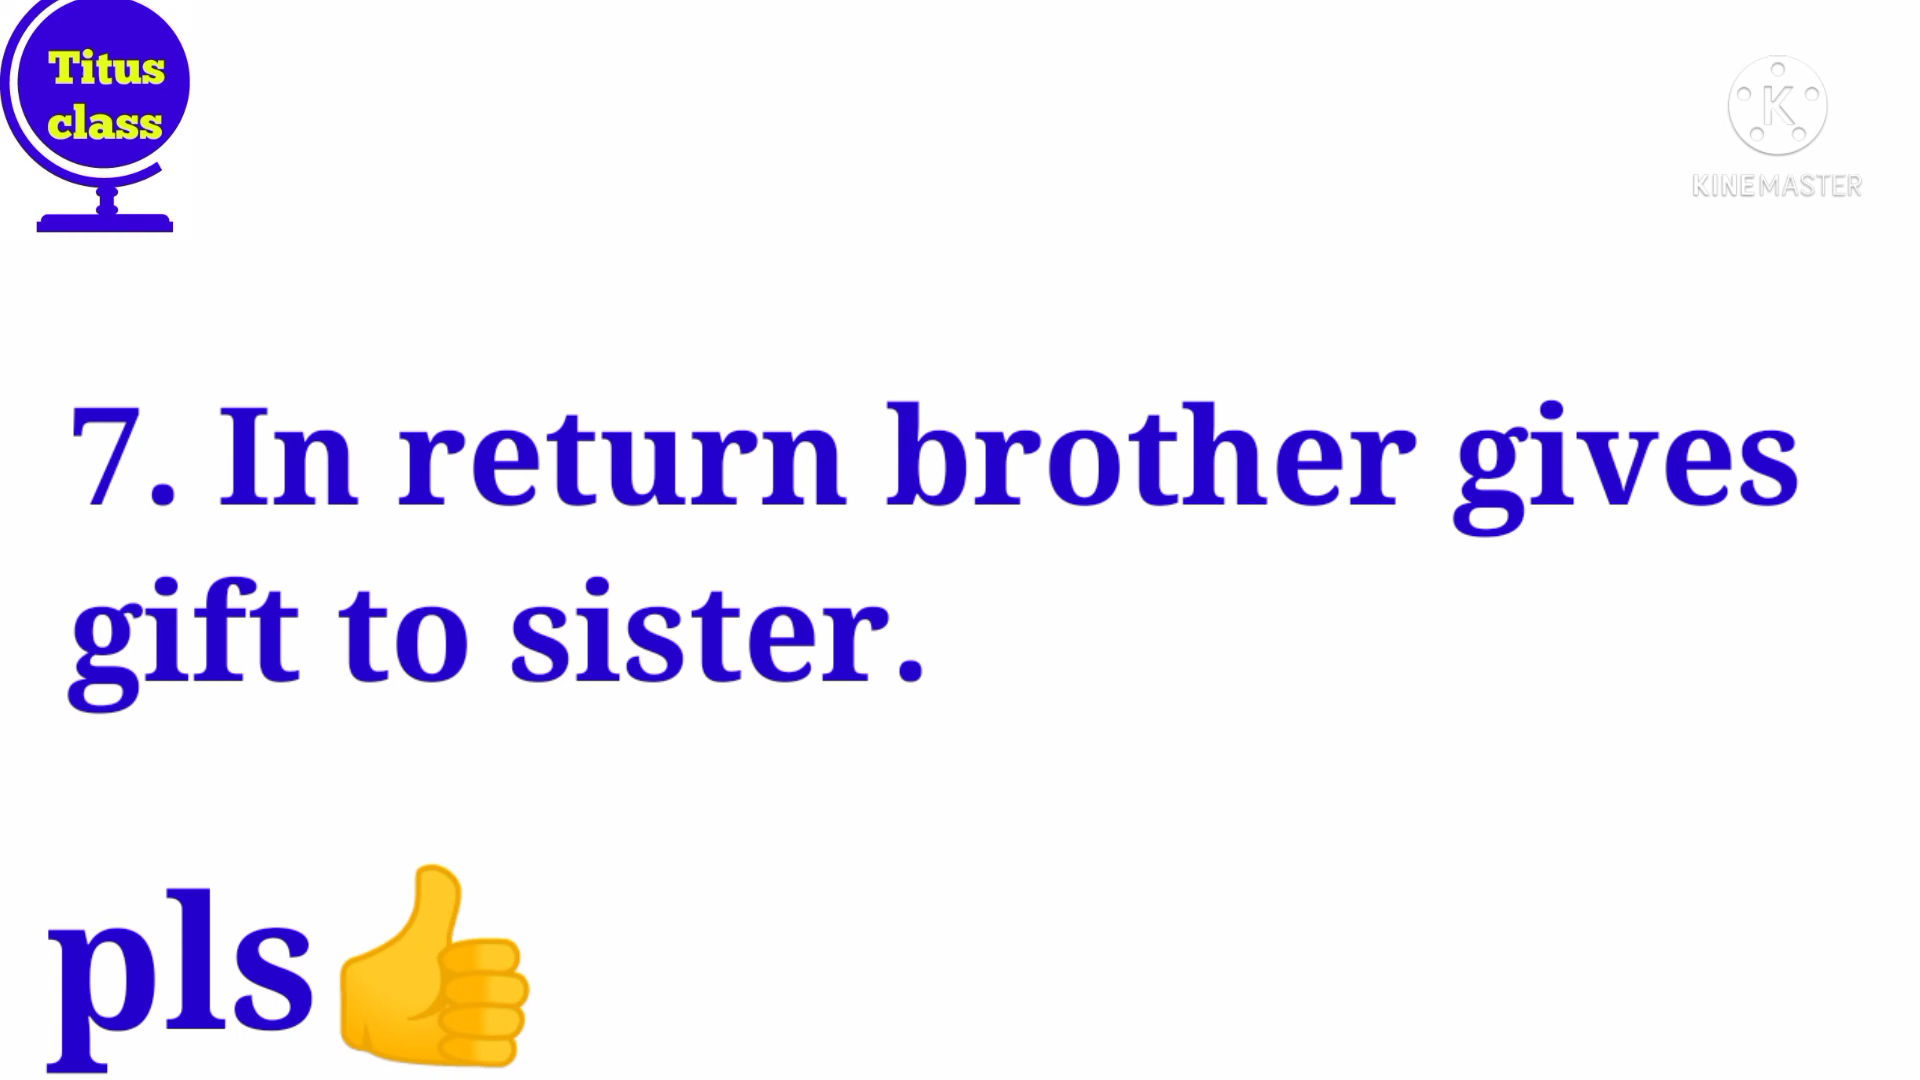 Titus
class
K
KINEMASTER
7. In return brother gives
gift to sister.
pls👍